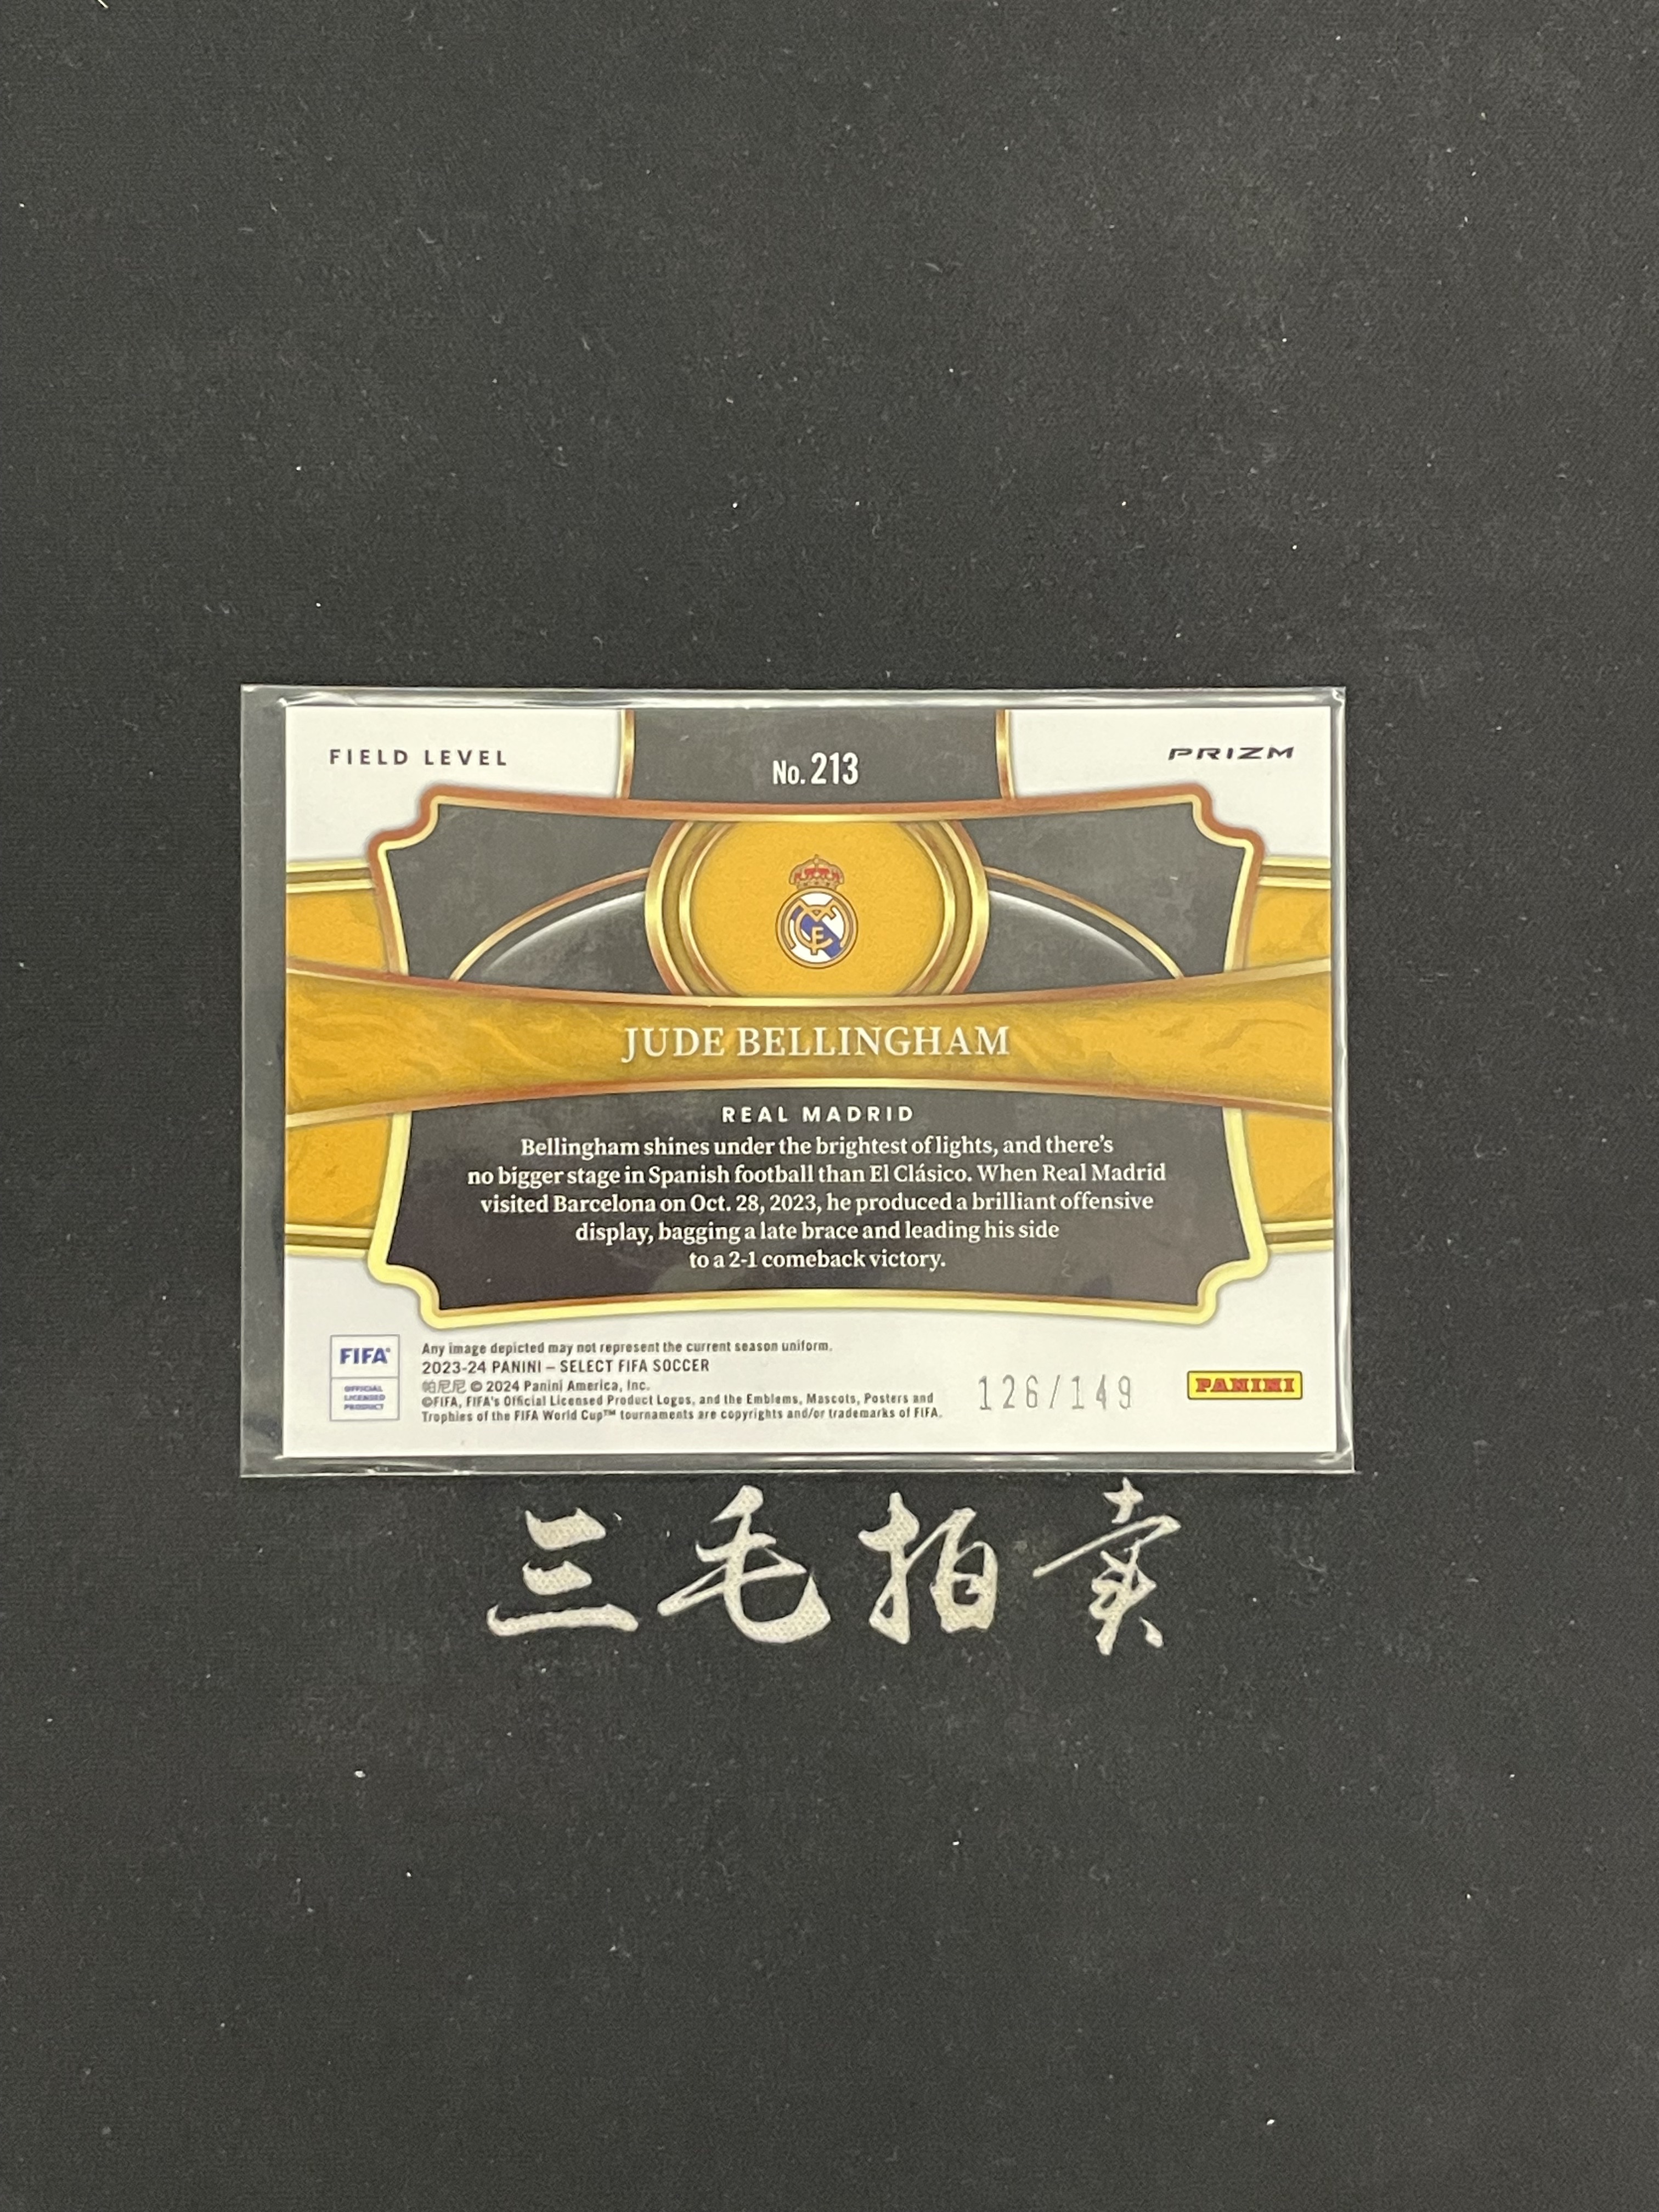 FIELD LEVEL
No. 213
PRIZM
JUDE BELLINGHAM
REAL MADRID
Bellingham shines under the brightest of lights, and there's
no bigger stage in Spanish football than El Clásico. When Real Madrid
visited Barcelona on Oct. 28, 2023, he produced a brilliant offensive
display, bagging a late brace and leading his side
to a 2-1 comeback victory.
FIFA®
OFFICIAL
LICENSED
PRODUCT
Any image depicted may not represent the current season uniform.
2023-24 PANINI – SELECT FIFA SOCCER
帕尼尼 © 2024 Panini America, Inc.
©FIFA, FIFA's Official Licensed Product Logos, and the Emblems, Mascots, Posters and
Trophies of the FIFA World Cup™ tournaments are copyrights and/or trademarks of FIFA.
126/149
PANINI
三毛拍卖